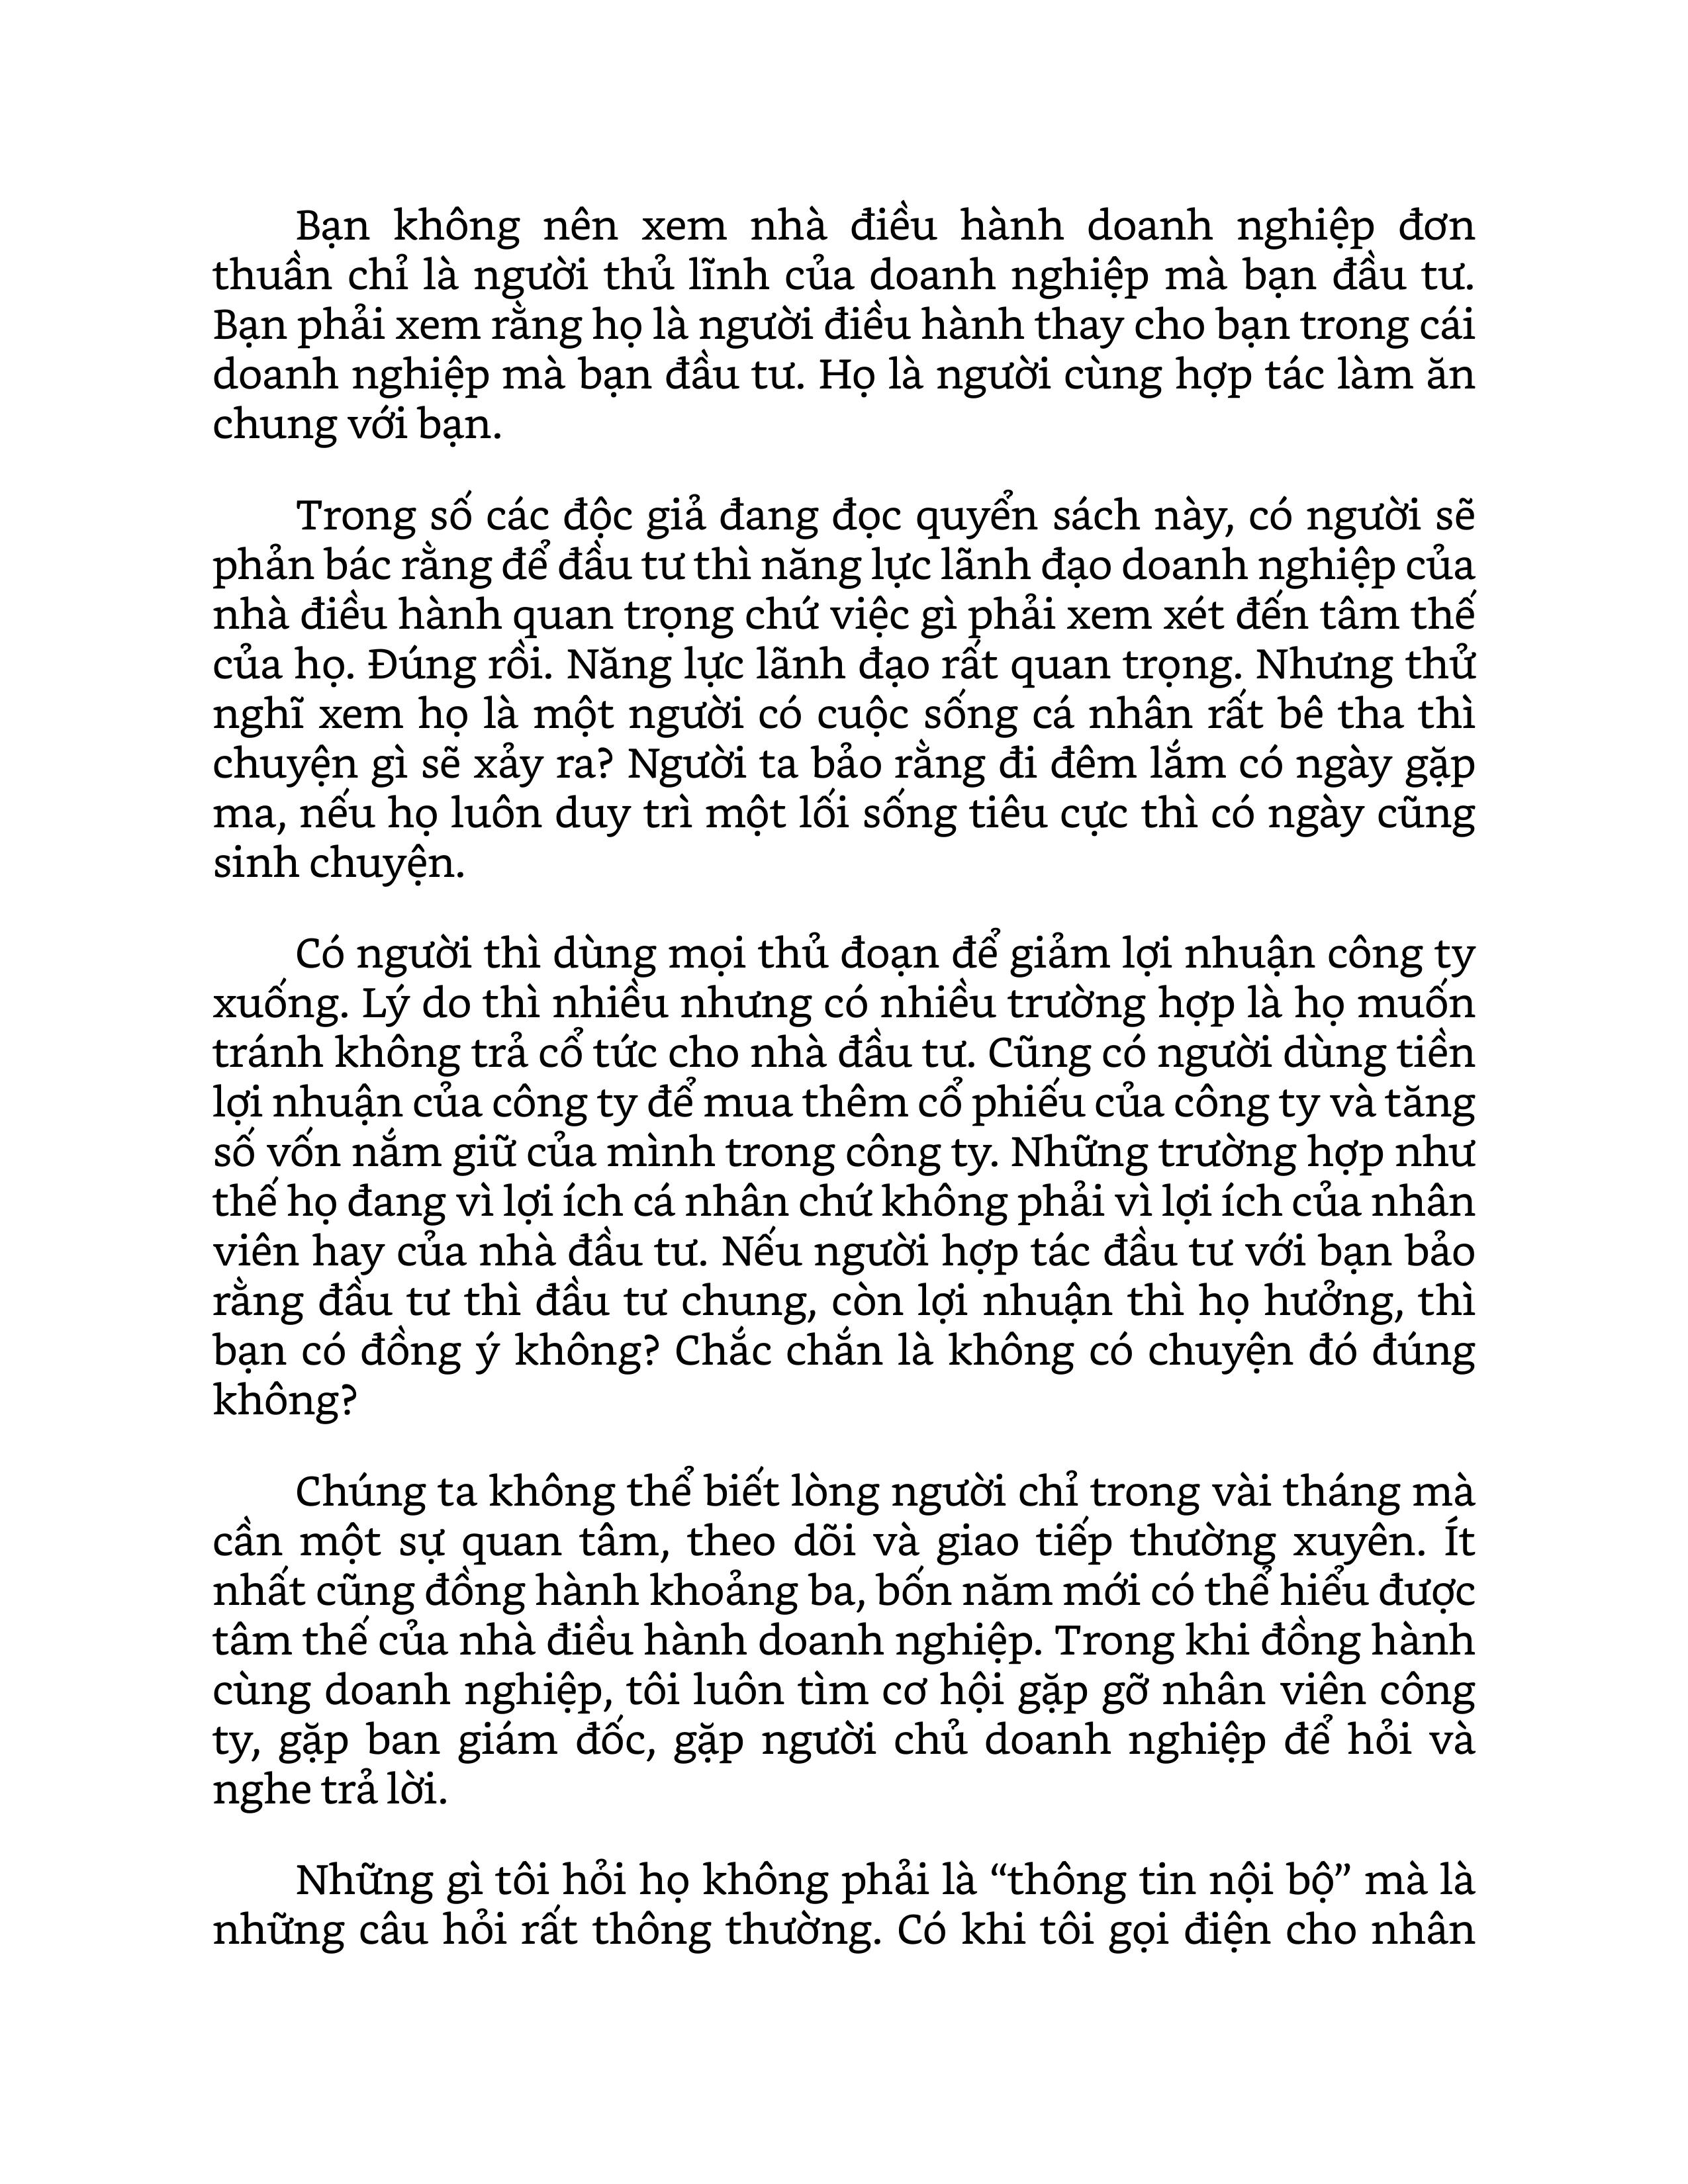 Bạn không nên xem nhà điều hành doanh nghiệp đơn
thuần chỉ là người thủ lĩnh của doanh nghiệp mà bạn đầu tư.
Bạn phải xem rằng họ là người điều hành thay cho bạn trong cái
doanh nghiệp mà bạn đầu tư. Họ là người cùng hợp tác làm ăn
chung với bạn.
Trong số các độc giả đang đọc quyển sách này, có người sẽ
phản bác rằng để đầu tư thì năng lực lãnh đạo doanh nghiệp của
nhà điều hành quan trọng chứ việc gì phải xem xét đến tâm thế
của họ. Đúng rồi. Năng lực lãnh đạo rất quan trọng. Nhưng thử
nghĩ xem họ là một người có cuộc sống cá nhân rất bê tha thì
chuyện gì sẽ xảy ra? Người ta bảo rằng đi đêm lắm có ngày gặp
ma, nếu họ luôn duy trì một lối sống tiêu cực thì có ngày cũng
sinh chuyện.
Có người thì dùng mọi thủ đoạn để giảm lợi nhuận công ty
xuống. Lý do thì nhiều nhưng có nhiều trường hợp là họ muốn
tránh không trả cổ tức cho nhà đầu tư. Cũng có người dùng tiền
lợi nhuận của công ty để mua thêm cổ phiếu của công ty và tăng
số vốn nắm giữ của mình trong công ty. Những trường hợp như
thế họ đang vì lợi ích cá nhân chứ không phải vì lợi ích của nhân
viên hay của nhà đầu tư. Nếu người hợp tác đầu tư với bạn bảo
rằng đầu tư thì đầu tư chung, còn lợi nhuận thì họ hưởng, thì
bạn có đồng ý không? Chắc chắn là không có chuyện đó đúng
không?
Chúng ta không thể biết lòng người chỉ trong vài tháng mà
cần một sự quan tâm, theo dõi và giao tiếp thường xuyên. Ít
nhất cũng đồng hành khoảng ba, bốn năm mới có thể hiểu được
tâm thế của nhà điều hành doanh nghiệp. Trong khi đồng hành
cùng doanh nghiệp, tôi luôn tìm cơ hội gặp gỡ nhân viên công
ty, gặp ban giám đốc, gặp người chủ doanh nghiệp để hỏi và
nghe trả lời.
Những gì tôi hỏi họ không phải là “thông tin nội bộ” mà là
những câu hỏi rất thông thường. Có khi tôi gọi điện cho nhân